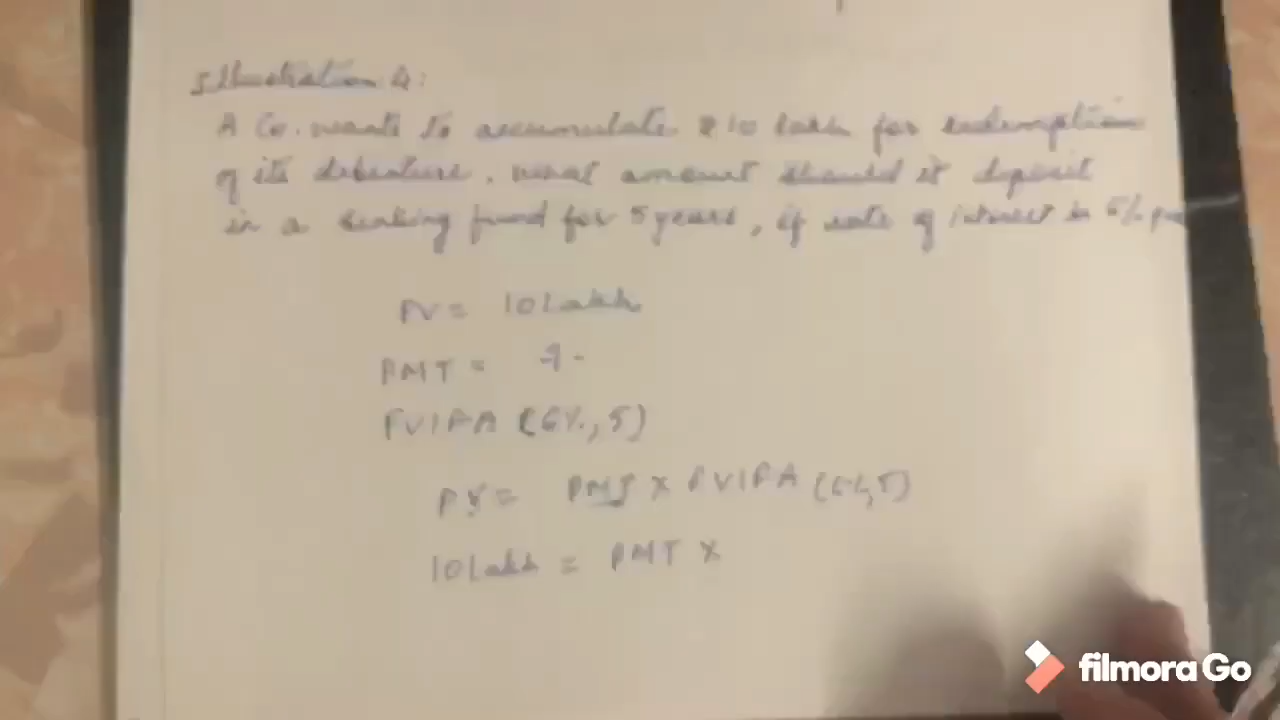 Illustration 4:
A Co. wants to accumulate ₹ 10 lakh for redemption
of its debenture. what amount should it deposit
in a sinking fund for 5 years, if rate of interest is 6%
FV = 10 Lakh
PMT = ?
FVIFA (6%, 5)
FV = PMT X FVIFA (6%, 5)
10 Lakh = PMT X
filmora Go